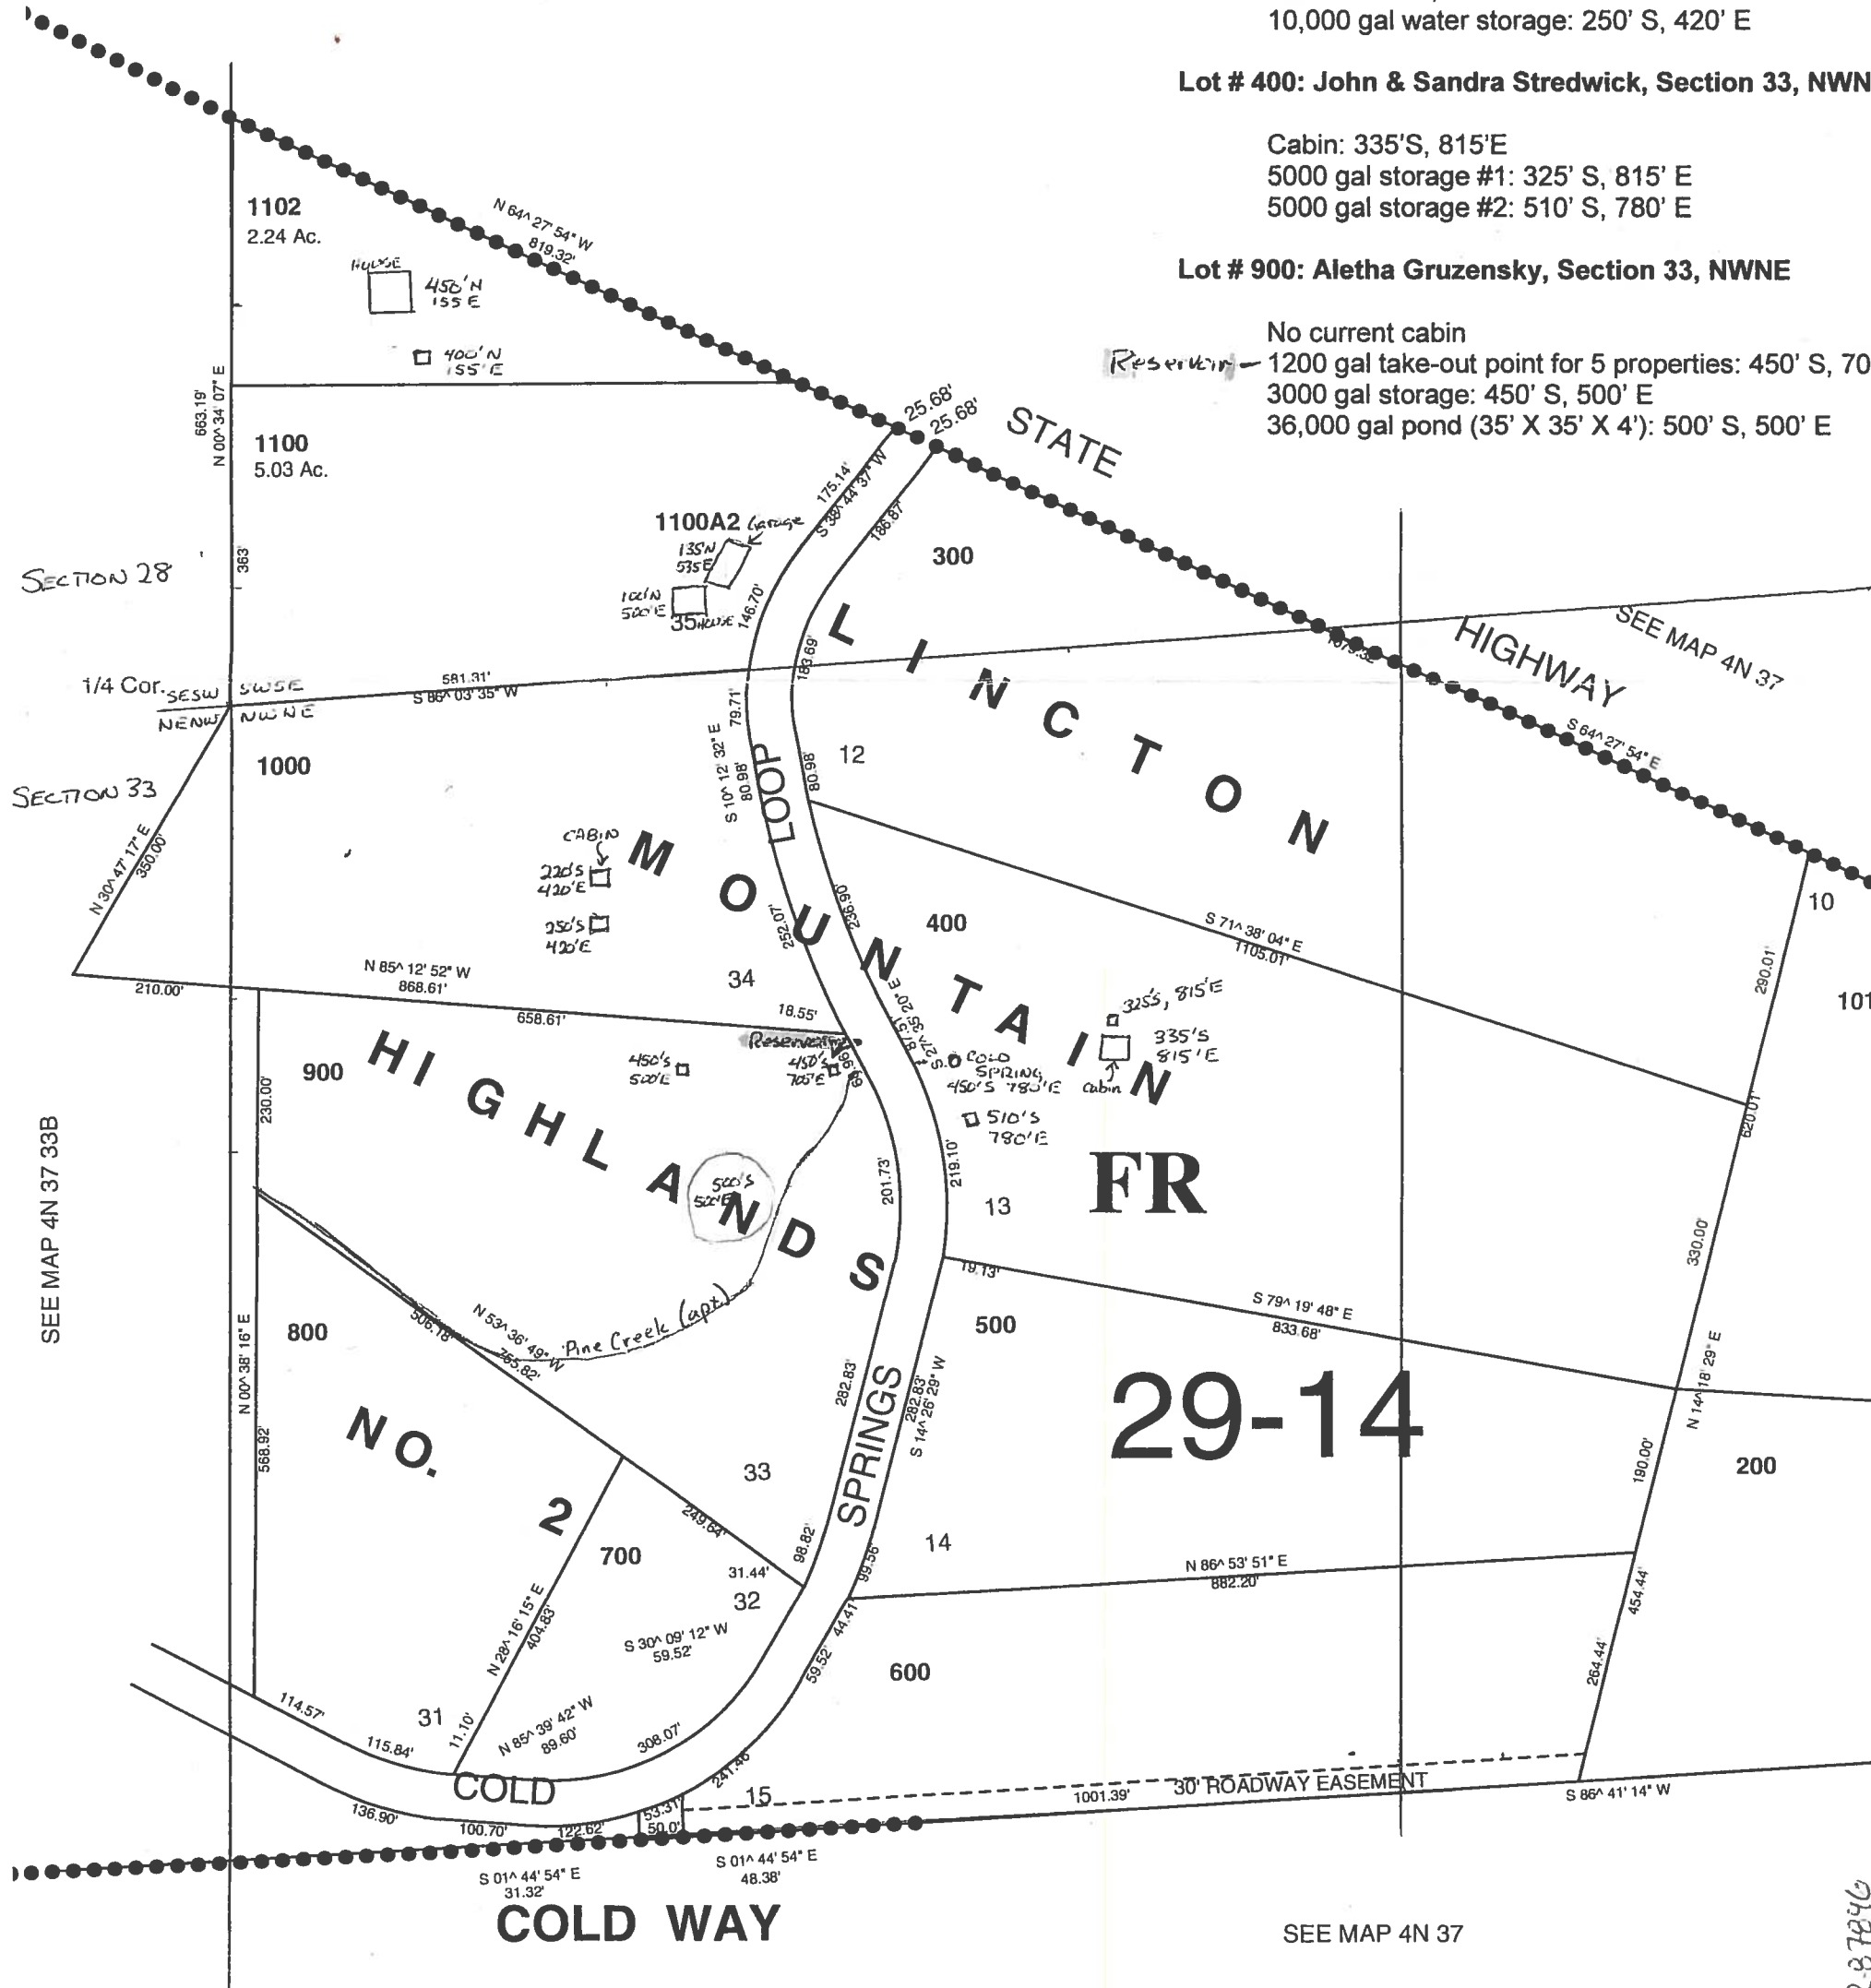 10,000 gal water storage: 250' S, 420' E
Lot # 400: John & Sandra Stredwick, Section 33, NWN
Cabin: 335'S, 815'E
5000 gal storage #1: 325' S, 815' E
5000 gal storage #2: 510' S, 780' E
Lot # 900: Aletha Gruzensky, Section 33, NWNE
No current cabin
Reservoir - 1200 gal take-out point for 5 properties: 450' S, 70
3000 gal storage: 450' S, 500' E
36,000 gal pond (35' X 35' X 4'): 500' S, 500' E
1102
2.24 Ac.
N 64^ 27' 54" W
819.32'
HOUSE
450'N
155 E
400'N
155'E
663.19'
N 00^ 34' 07" E
1100
5.03 Ac.
363'
25.68'
25.68'
STATE
HIGHWAY
175.14'
S 38^ 44' 37" W
186.87'
1100A2 Garage
135N
535E
100'N
500'E
35 HOUSE
146.70'
183.69'
300
SECTION 28
1/4 Cor.
SESW SWSE
NENW NWNE
SECTION 33
581.31'
S 86^ 03' 35" W
SEE MAP 4N 37
S 64^ 27' 54" E
LINCTON
MOUNTAIN
HIGHLANDS
NO. 2
1000
79.71'
S 10^ 12' 32" E
80.98'
80.98'
LOOP
12
N 30^ 47' 17" E
350.00'
CABIN
220'S
420'E
250'S
420'E
252.07'
236.90'
400
S 71^ 38' 04" E
1105.01'
10
290.01'
101
34
210.00'
N 85^ 12' 52" W
868.61'
658.61'
18.55'
Reservoir
450'S
705'E
450'S
500'E
S 27^ 35' 20" E
87.51'
COLD
SPRING
450'S 780'E
325'S, 815'E
335'S
815'E
cabin
510'S
780'E
620.01'
900
230.00'
500'S
500'E
201.73'
219.10'
13
FR
330.00'
SEE MAP 4N 37 33B
19.13'
S 79^ 19' 48" E
833.68'
500
800
N 00^ 38' 16" E
568.92'
506.18'
N 53^ 36' 49" W
755.82'
Pine Creek (apx)
282.83'
282.83'
S 14^ 26' 29" W
SPRINGS
29-14
N 14^ 18' 29" E
190.00'
200
33
249.64'
700
31.44'
32
98.82'
99.56'
14
N 86^ 53' 51" E
882.20'
454.44'
264.44'
N 28^ 16' 15" E
404.83'
S 30^ 09' 12" W
59.52'
44.41'
59.52'
600
114.57'
31
115.84'
11.10'
N 85^ 39' 42" W
89.60'
308.07'
241.46'
COLD
15
30' ROADWAY EASEMENT
1001.39'
S 86^ 41' 14" W
136.90'
100.70'
122.62'
53.31'
50.0'
S 01^ 44' 54" E
31.32'
S 01^ 44' 54" E
48.38'
COLD WAY
SEE MAP 4N 37